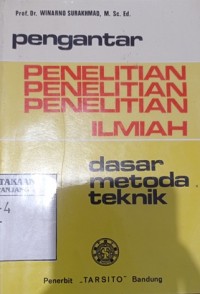 Prof. Dr. WINARNO SURAKHMAD, M. Sc. Ed.
pengantar
PENELITIAN
PENELITIAN
PENELITIAN
ILMIAH
dasar
metoda
teknik
Penerbit „TARSITO" Bandung